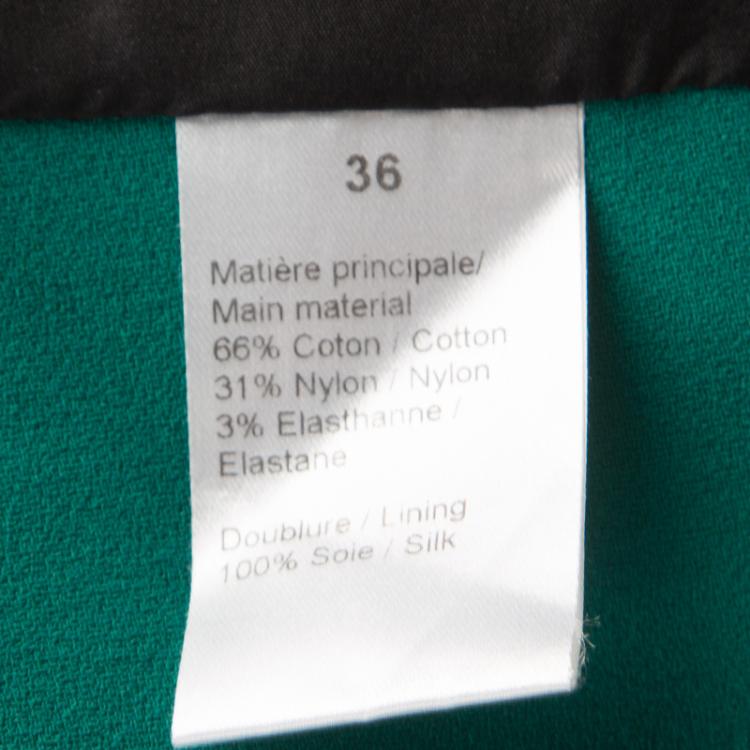 36
Matière principale/
Main material
66% Coton / Cotton
31% Nylon / Nylon
3% Elasthanne /
Elastane
Doublure / Lining
100% Soie / Silk